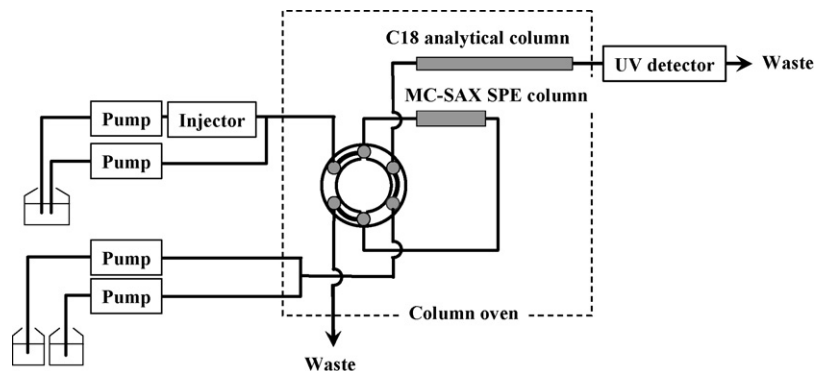 C18 analytical column
UV detector
Waste
MC-SAX SPE column
Pump
Injector
Pump
Pump
Pump
Column oven
Waste